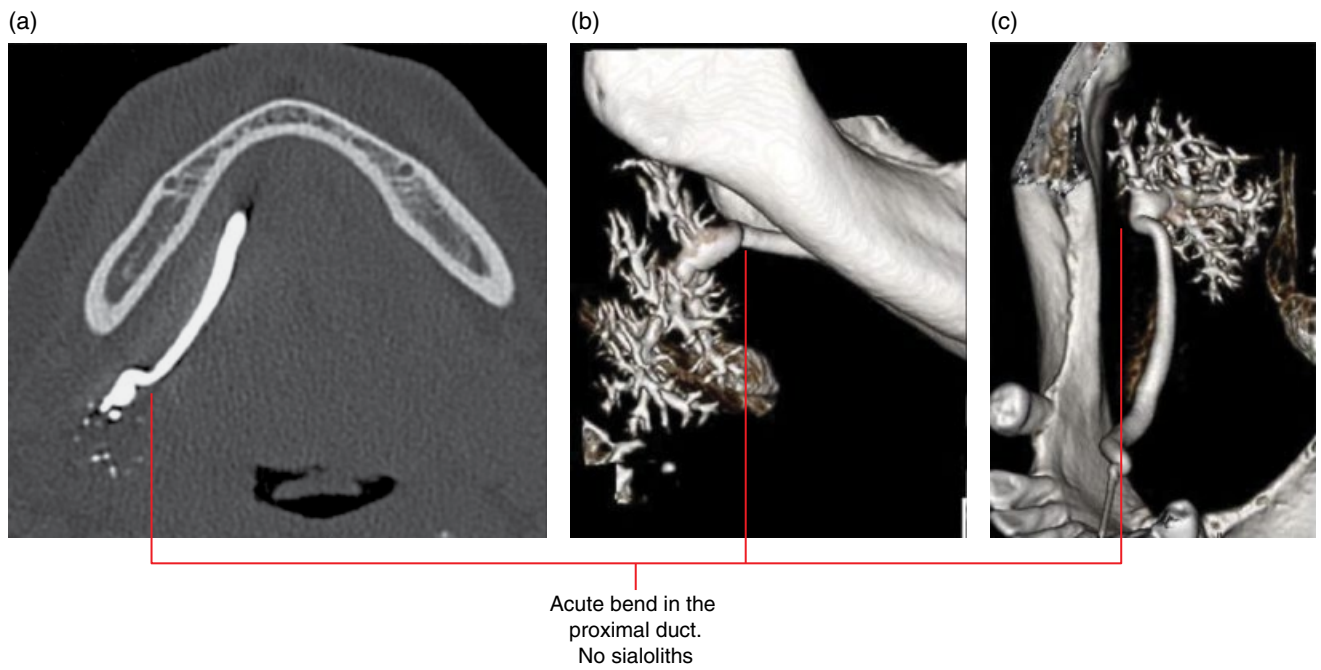 (a)
(b)
(c)
Acute bend in the
proximal duct.
No sialoliths